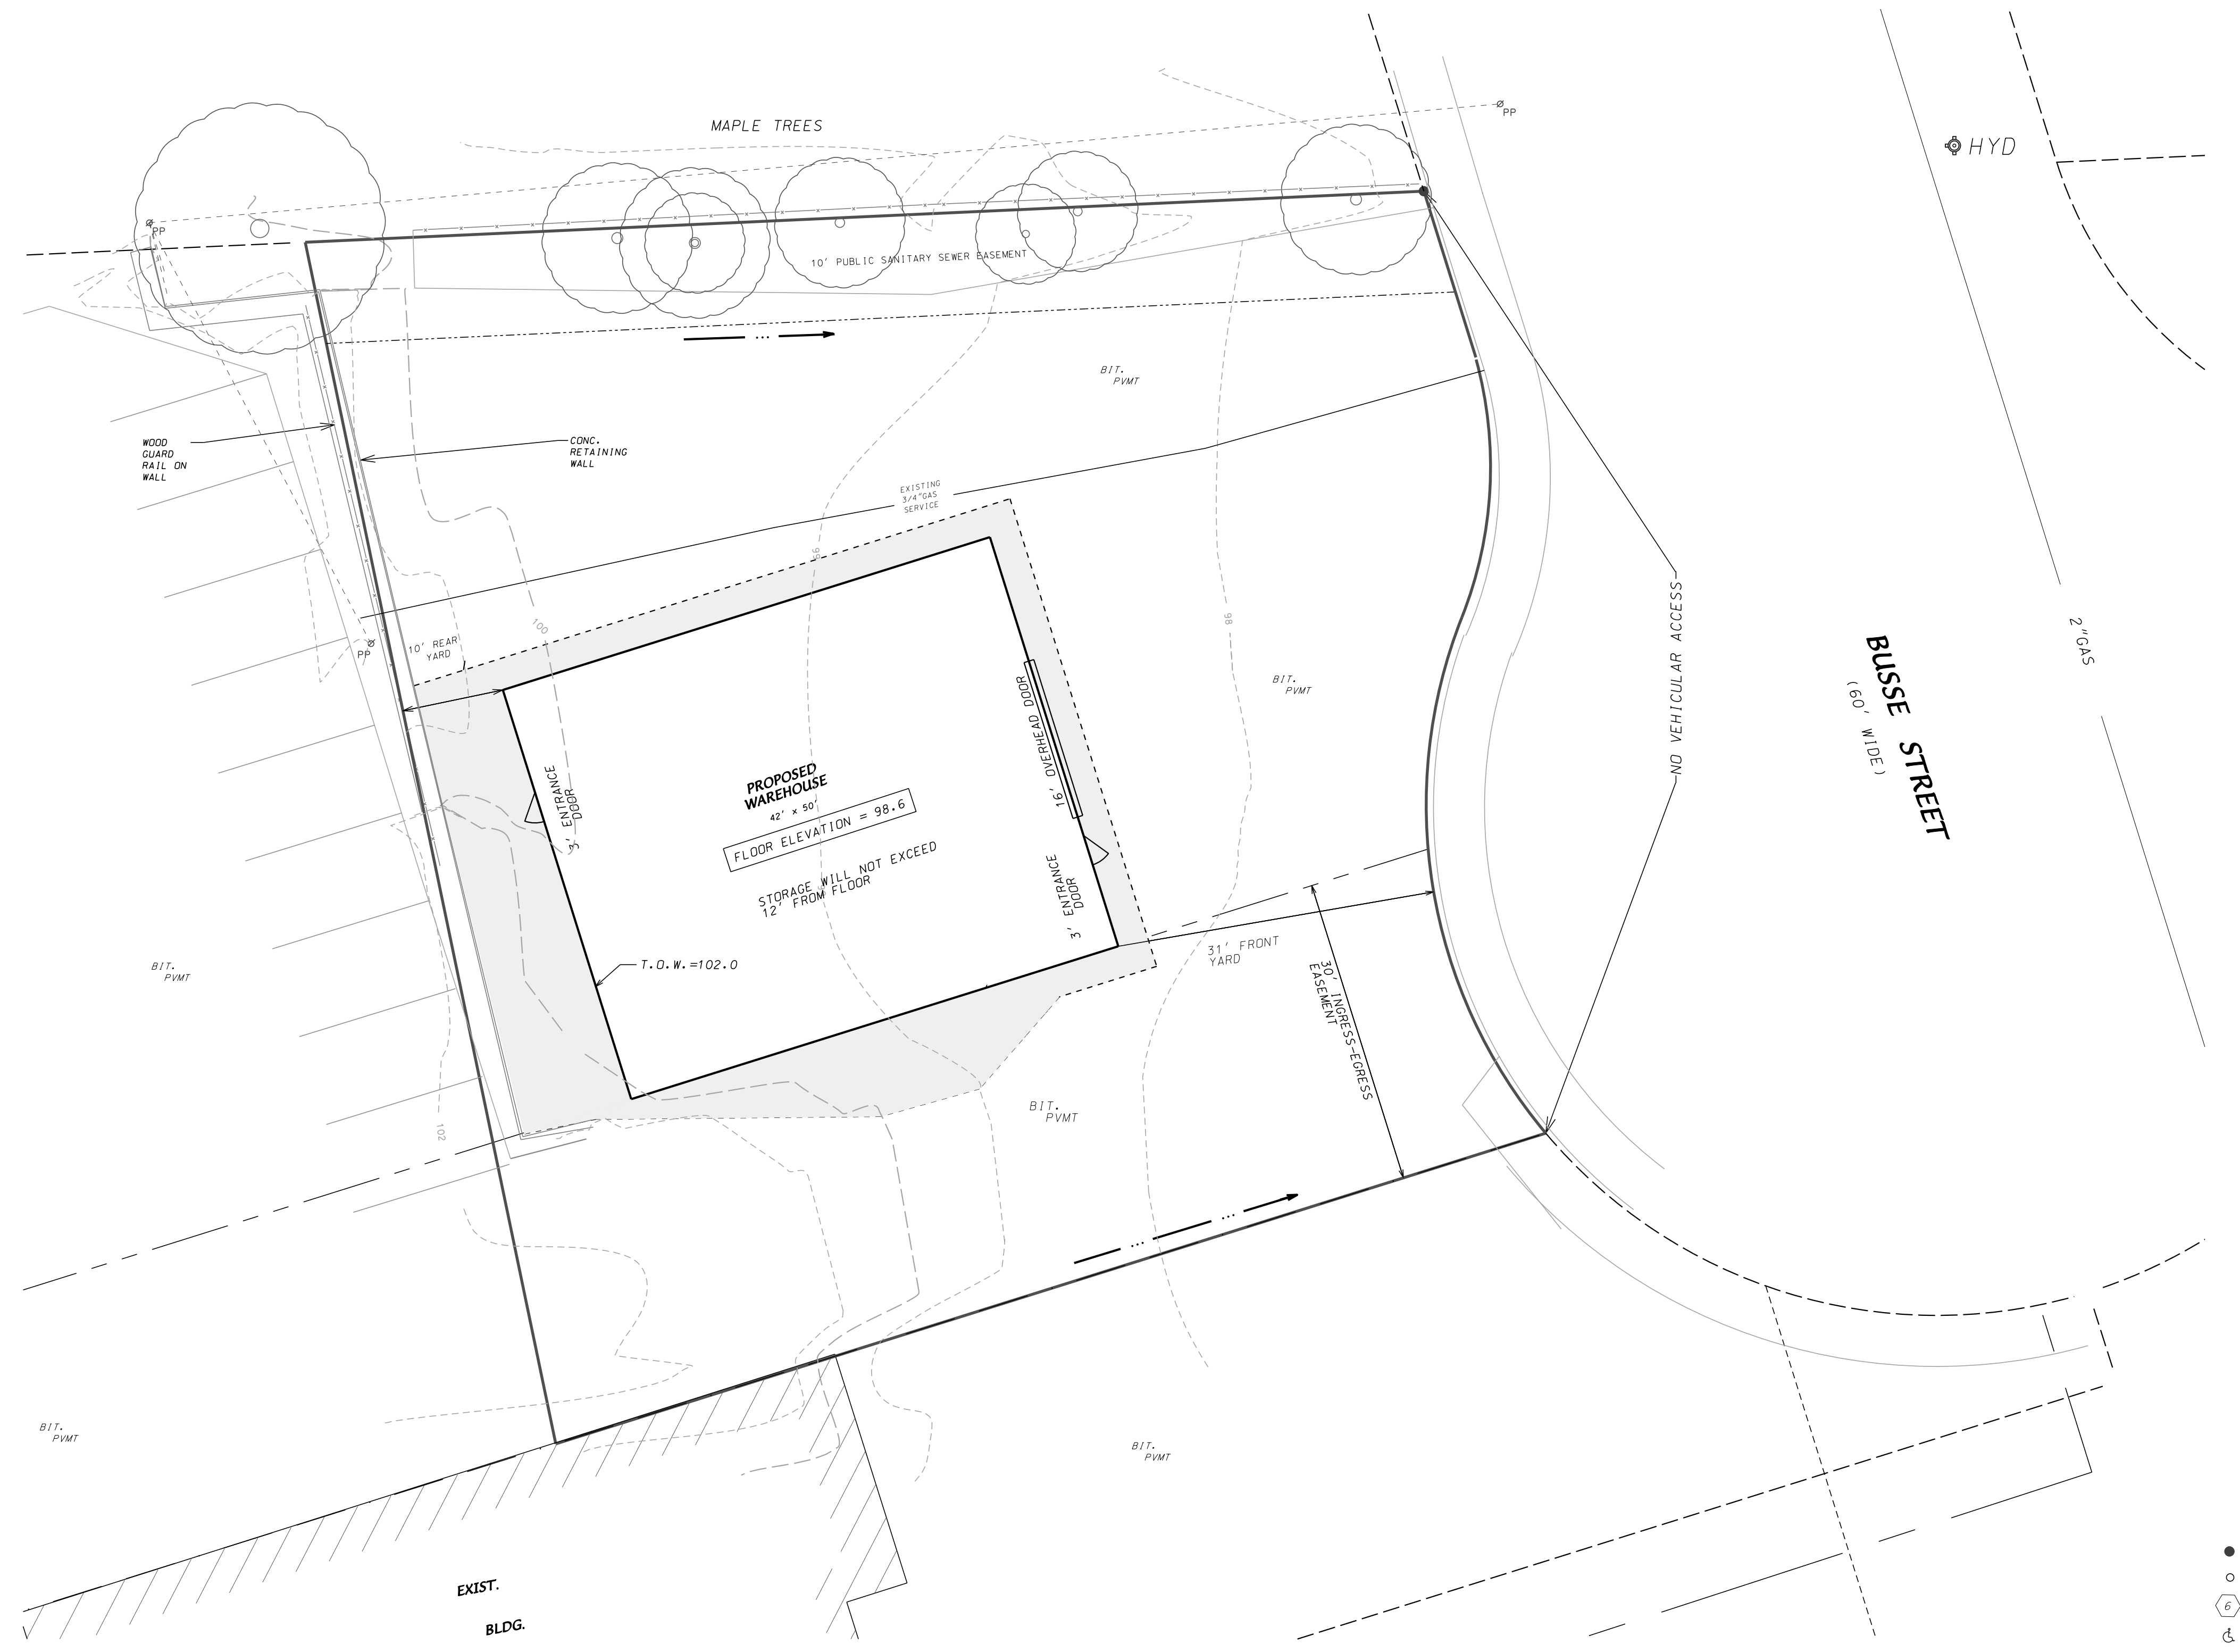 MAPLE TREES
PP
HYD
PP
10' PUBLIC SANITARY SEWER EASEMENT
BIT.
PVMT
WOOD
GUARD
RAIL ON
WALL
CONC.
RETAINING
WALL
EXISTING
3/4"GAS
SERVICE
99
100
98
10' REAR
YARD
PP
NO VEHICULAR ACCESS
BUSSE STREET
(60' WIDE)
2"GAS
BIT.
PVMT
16' OVERHEAD DOOR
3' ENTRANCE
DOOR
PROPOSED
WAREHOUSE
42' x 50'
FLOOR ELEVATION = 98.6
STORAGE WILL NOT EXCEED
12' FROM FLOOR
3' ENTRANCE
DOOR
31' FRONT
YARD
T.O.W.=102.0
BIT.
PVMT
30' INGRESS-EGRESS
EASEMENT
BIT.
PVMT
102
BIT.
PVMT
BIT.
PVMT
EXIST.
BLDG.
6